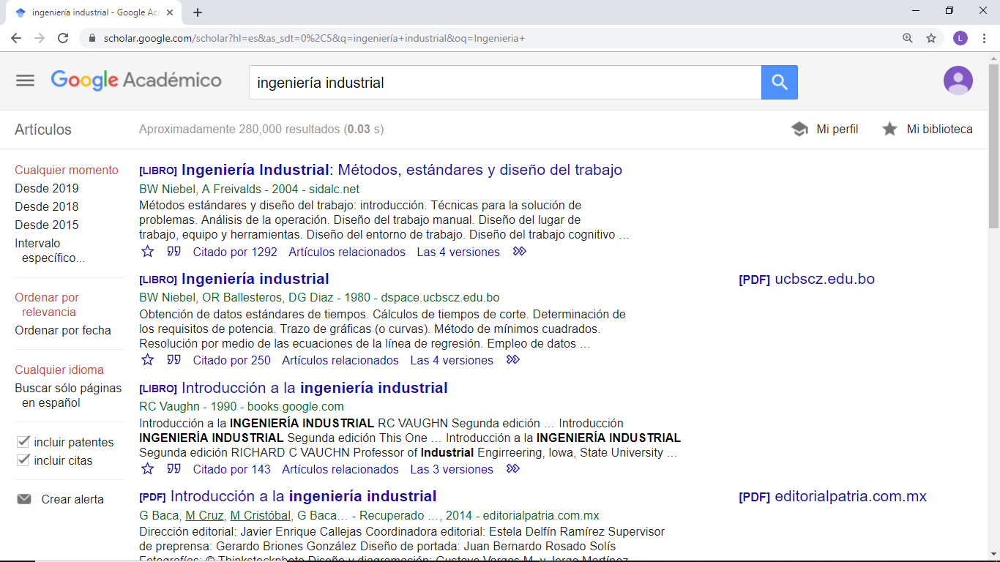 ingeniería industrial - Google Aca
scholar.google.com/scholar?hl=es&as_sdt=0%2C5&q=ingeniería+industrial&oq=Ingenieria+
L
Google Académico
ingeniería industrial
Artículos
Aproximadamente 280,000 resultados (0.03 s)
Mi perfil
Mi biblioteca
Cualquier momento
Desde 2019
Desde 2018
Desde 2015
Intervalo
específico...
Ordenar por
relevancia
Ordenar por fecha
Cualquier idioma
Buscar sólo páginas
en español
incluir patentes
incluir citas
Crear alerta
[LIBRO] Ingeniería Industrial: Métodos, estándares y diseño del trabajo
BW Niebel, A Freivalds - 2004 - sidalc.net
Métodos estándares y diseño del trabajo: introducción. Técnicas para la solución de
problemas. Análisis de la operación. Diseño del trabajo manual. Diseño del lugar de
trabajo, equipo y herramientas. Diseño del entorno de trabajo. Diseño del trabajo cognitivo …
Citado por 1292 Artículos relacionados Las 4 versiones
[LIBRO] Ingeniería industrial
[PDF] ucbscz.edu.bo
BW Niebel, OR Ballesteros, DG Diaz - 1980 - dspace.ucbscz.edu.bo
Obtención de datos estándares de tiempos. Cálculos de tiempos de corte. Determinación de
los requisitos de potencia. Trazo de gráficas (o curvas). Método de mínimos cuadrados.
Resolución por medio de las ecuaciones de la línea de regresión. Empleo de datos …
Citado por 250 Artículos relacionados Las 4 versiones
[LIBRO] Introducción a la ingeniería industrial
RC Vaughn - 1990 - books.google.com
Introducción a la INGENIERÍA INDUSTRIAL RC VAUGHN Segunda edición … Introducción
INGENIERÍA INDUSTRIAL Segunda edición This One … Introducción a la INGENIERÍA INDUSTRIAL
Segunda edición RICHARD C VAUCHN Professor of Industrial Engirreering, lowa, State University …
Citado por 143 Artículos relacionados Las 3 versiones
[PDF] Introducción a la ingeniería industrial
[PDF] editorialpatria.com.mx
G Baca, M Cruz, M Cristóbal, G Baca… - Recuperado …, 2014 - editorialpatria.com.mx
Dirección editorial: Javier Enrique Callejas Coordinadora editorial: Estela Delfín Ramírez Supervisor
de preprensa: Gerardo Briones González Diseño de portada: Juan Bernardo Rosado Solís
Fotografías: © Thinkstockphoto Diseño y diagramación: Gustavo Vargas M. y Jorge Martínez